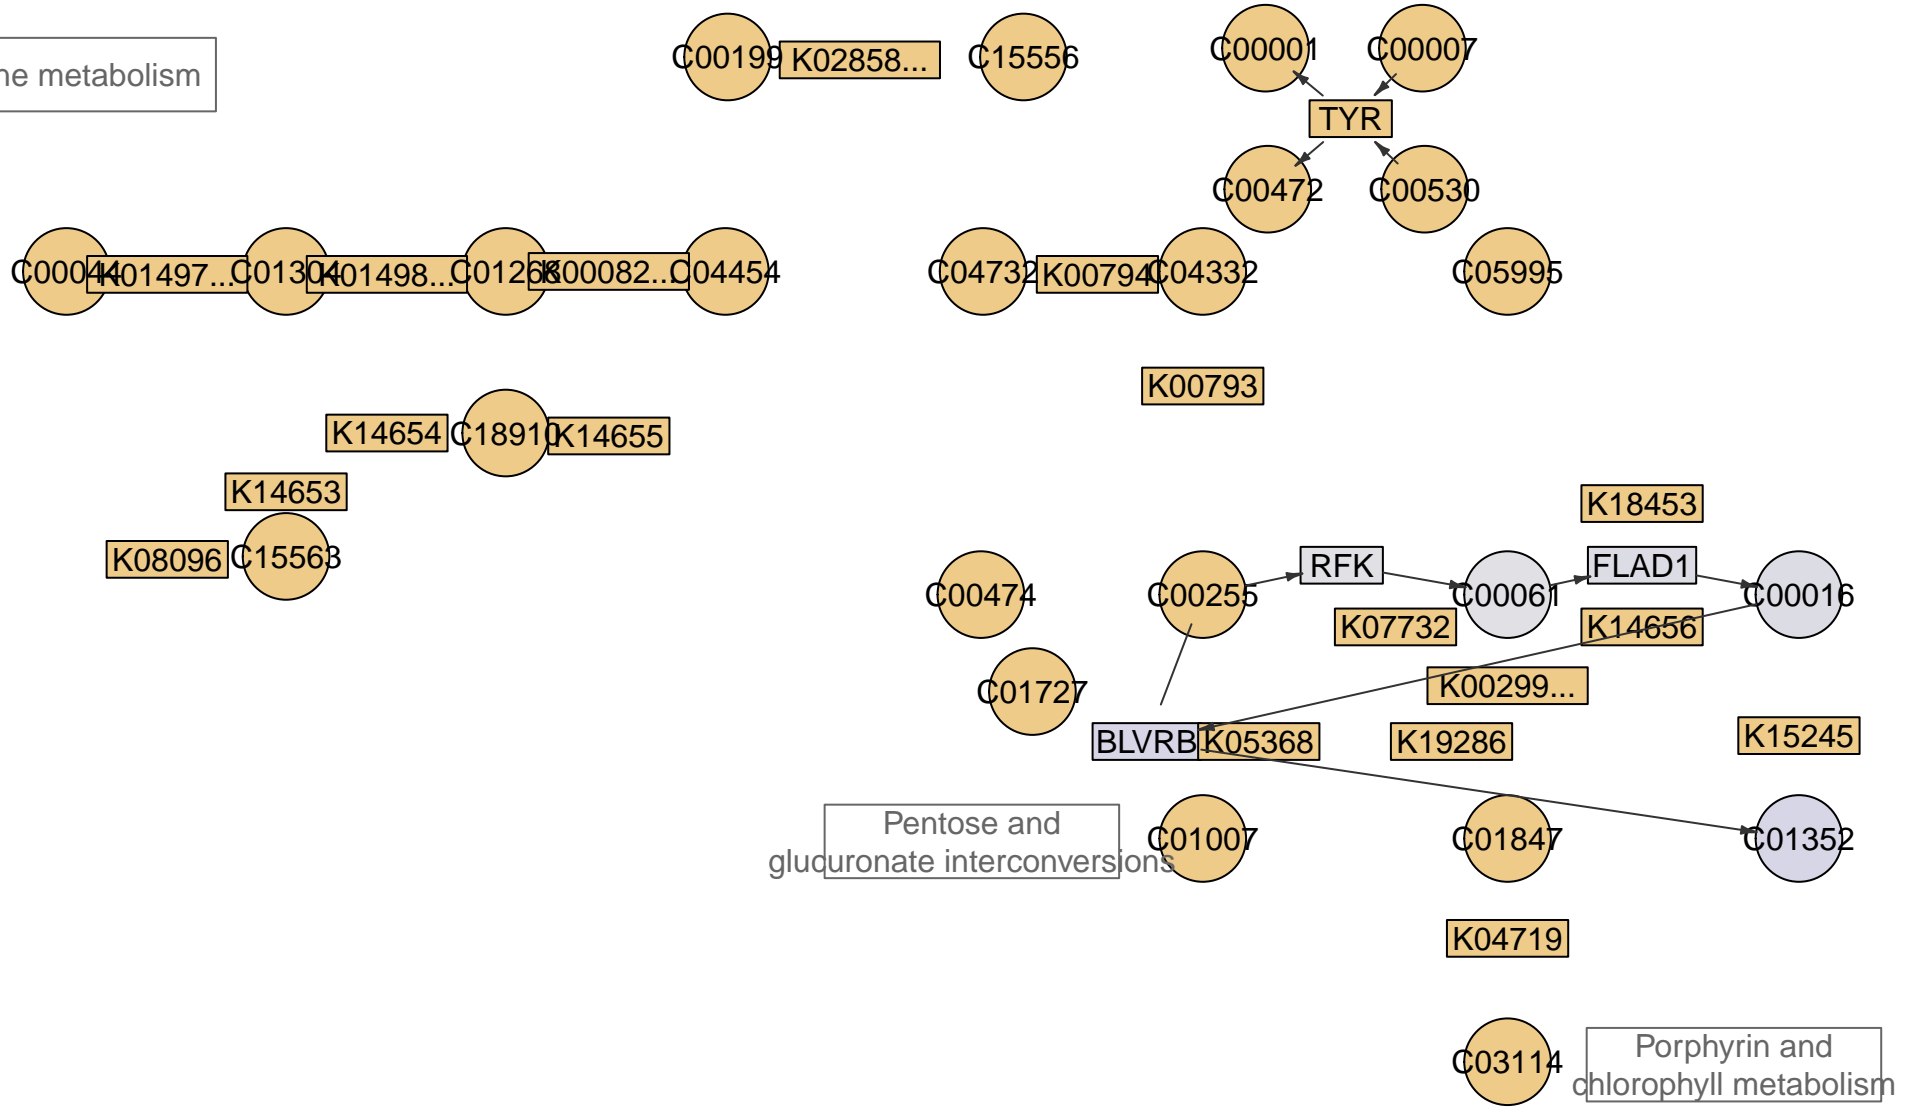 C00199
K02858...
C15556
C00001
C00007
ne metabolism
TYR
C00472
C00530
C00044
K01497...
C01304
K01498...
C01268
K00082...
C04454
C04732
K00794
C04332
C05995
K00793
K14654
C18910
K14655
K14653
K08096
C15563
K18453
C00474
C00255
RFK
C00061
FLAD1
C00016
K07732
K14656
C01727
K00299...
BLVRB
K05368
K19286
K15245
Pentose and
glucuronate interconversions
C01007
C01847
C01352
K04719
C03114
Porphyrin and
chlorophyll metabolism